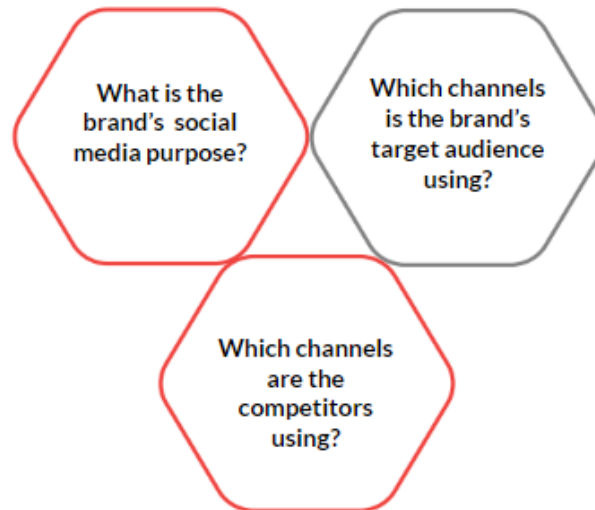 What is the
brand’s social
media purpose?
Which channels
is the brand’s
target audience
using?
Which channels
are the
competitors
using?